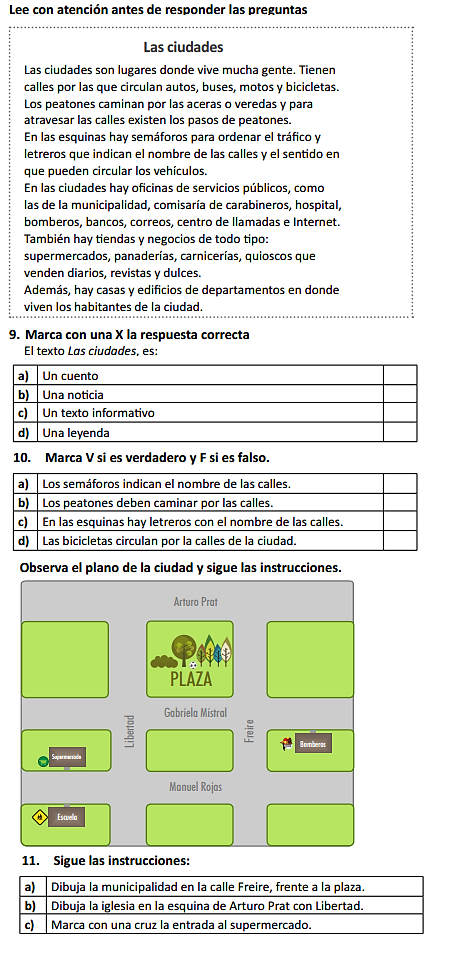 Lee con atención antes de responder las preguntas
Las ciudades
Las ciudades son lugares donde vive mucha gente. Tienen
calles por las que circulan autos, buses, motos y bicicletas.
Los peatones caminan por las aceras o veredas y para
atravesar las calles existen los pasos de peatones.
En las esquinas hay semáforos para ordenar el tráfico y
letreros que indican el nombre de las calles y el sentido en
que pueden circular los vehículos.
En las ciudades hay oficinas de servicios públicos, como
las de la municipalidad, comisaría de carabineros, hospital,
bomberos, bancos, correos, centro de llamadas e Internet.
También hay tiendas y negocios de todo tipo:
supermercados, panaderías, carnicerías, quioscos que
venden diarios, revistas y dulces.
Además, hay casas y edificios de departamentos en donde
viven los habitantes de la ciudad.
9. Marca con una X la respuesta correcta
El texto Las ciudades, es:
a) Un cuento
b) Una noticia
c) Un texto informativo
d) Una leyenda
10. Marca V si es verdadero y F si es falso.
a) Los semáforos indican el nombre de las calles.
b) Los peatones deben caminar por las calles.
c) En las esquinas hay letreros con el nombre de las calles.
d) Las bicicletas circulan por la calles de la ciudad.
Observa el plano de la ciudad y sigue las instrucciones.
Arturo Prat
PLAZA
Gabriela Mistral
Libertad
Freire
Supermercado
Bomberos
Manuel Rojas
Escuela
11. Sigue las instrucciones:
a) Dibuja la municipalidad en la calle Freire, frente a la plaza.
b) Dibuja la iglesia en la esquina de Arturo Prat con Libertad.
c) Marca con una cruz la entrada al supermercado.